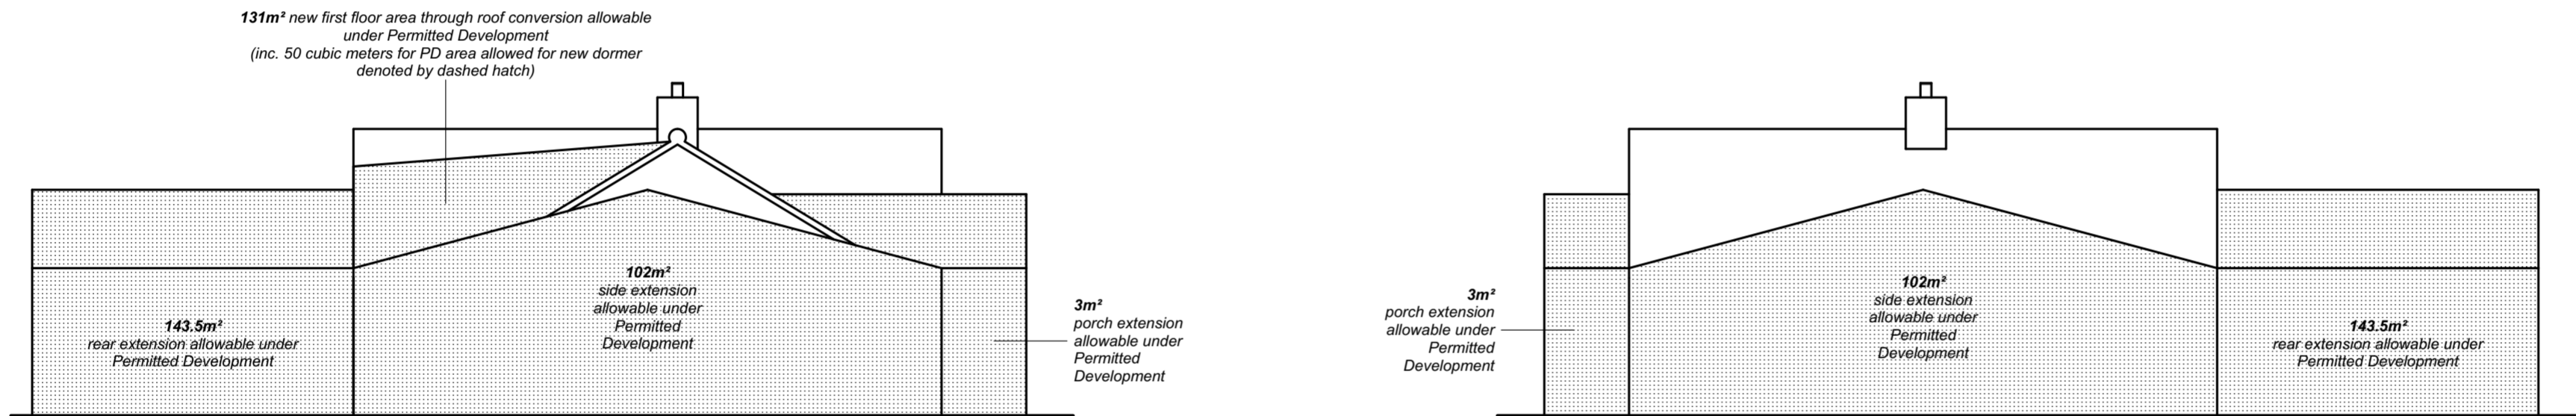 131m² new first floor area through roof conversion allowable
under Permitted Development
(inc. 50 cubic meters for PD area allowed for new dormer
denoted by dashed hatch)
143.5m²
rear extension allowable under
Permitted Development
102m²
side extension
allowable under
Permitted
Development
3m²
porch extension
allowable under
Permitted
Development
3m²
porch extension
allowable under
Permitted
Development
102m²
side extension
allowable under
Permitted
Development
143.5m²
rear extension allowable under
Permitted Development